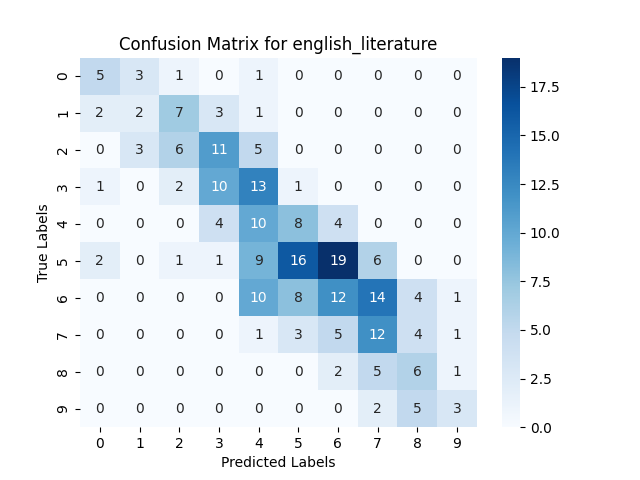 Confusion Matrix for english_literature
0 5 3 1 0 1 0 0 0 0 0
1 2 2 7 3 1 0 0 0 0 0
2 0 3 6 11 5 0 0 0 0 0
3 1 0 2 10 13 1 0 0 0 0
4 0 0 0 4 10 8 4 0 0 0
5 2 0 1 1 9 16 19 6 0 0
6 0 0 0 0 10 8 12 14 4 1
7 0 0 0 0 1 3 5 12 4 1
8 0 0 0 0 0 0 2 5 6 1
9 0 0 0 0 0 0 0 2 5 3
0 1 2 3 4 5 6 7 8 9
Predicted Labels
True Labels
17.5
15.0
12.5
10.0
7.5
5.0
2.5
0.0